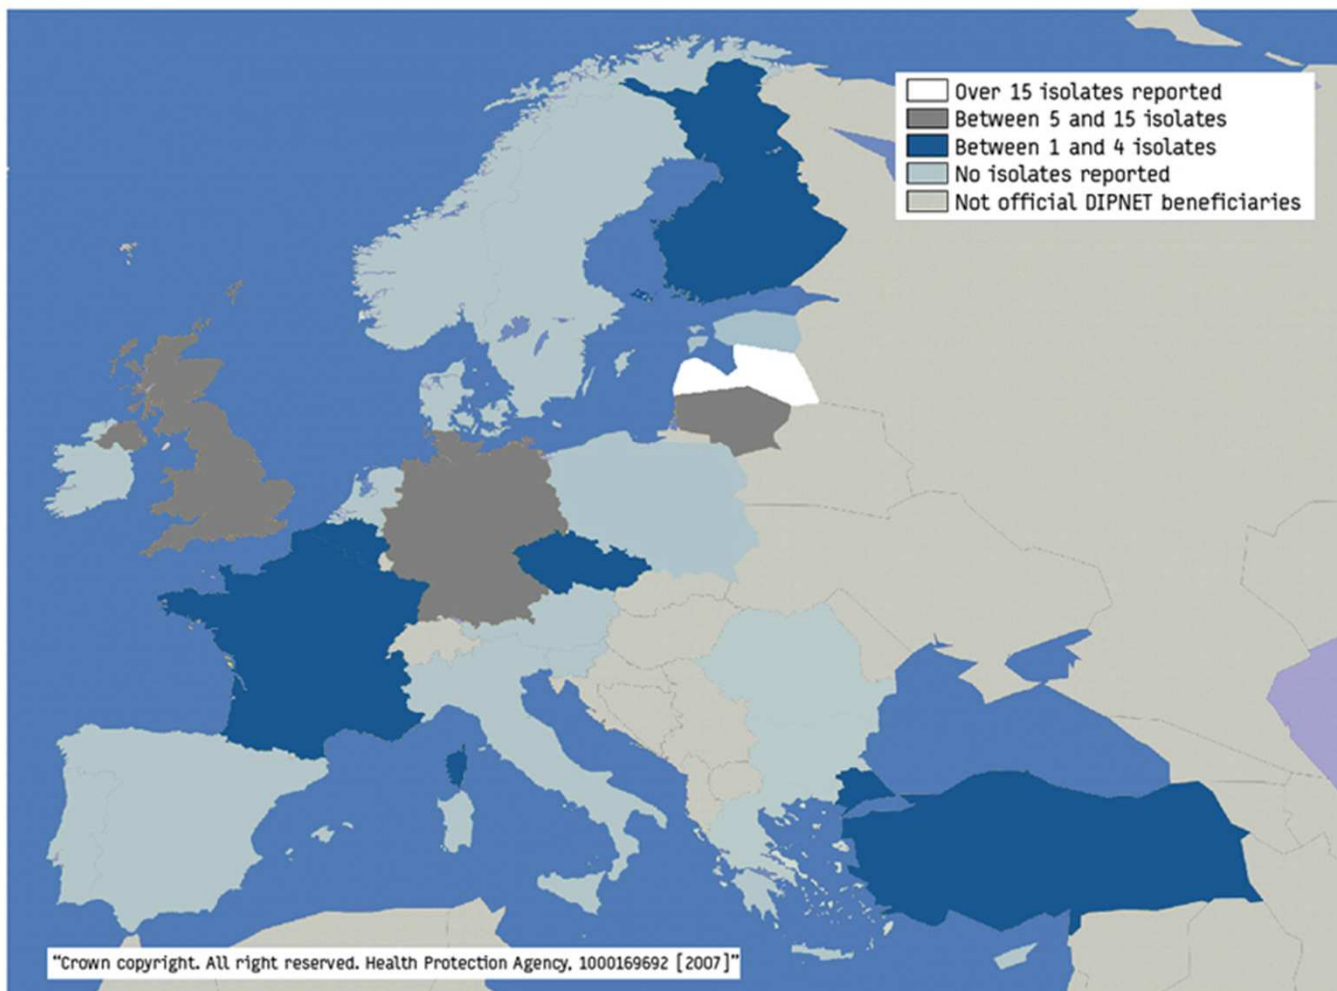 Over 15 isolates reported
Between 5 and 15 isolates
Between 1 and 4 isolates
No isolates reported
Not official DIPNET beneficiaries
"Crown copyright. All right reserved. Health Protection Agency, 1000169692 [2007]"